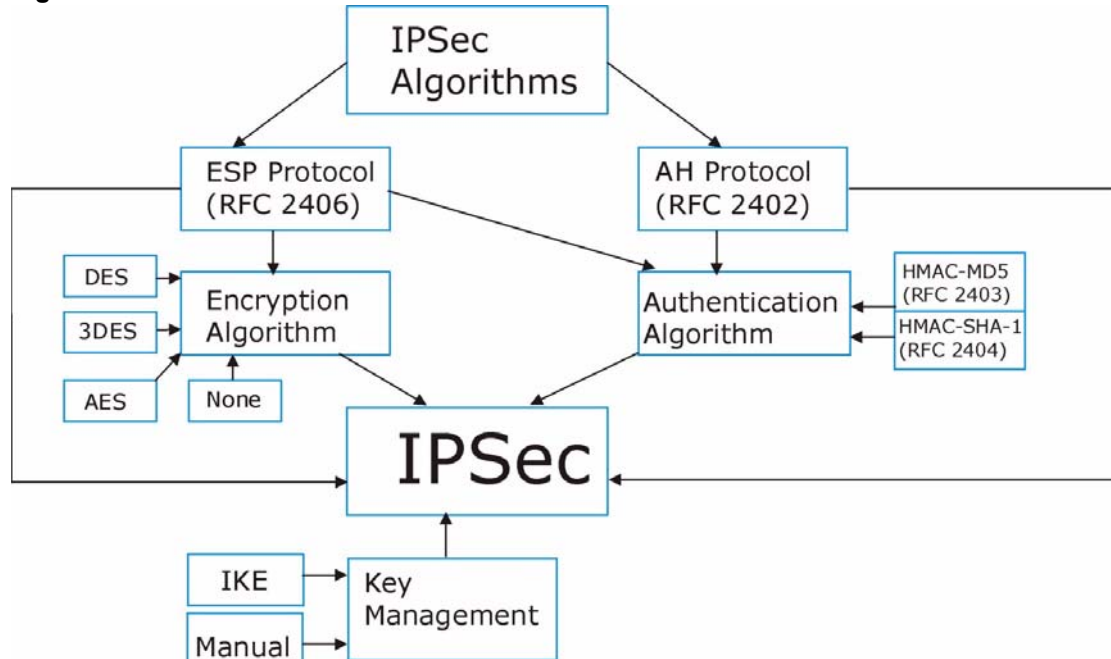 IPSec
Algorithms
ESP Protocol
(RFC 2406)
AH Protocol
(RFC 2402)
DES
3DES
AES
None
Encryption
Algorithm
Authentication
Algorithm
HMAC-MD5
(RFC 2403)
HMAC-SHA-1
(RFC 2404)
IPSec
IKE
Manual
Key
Management